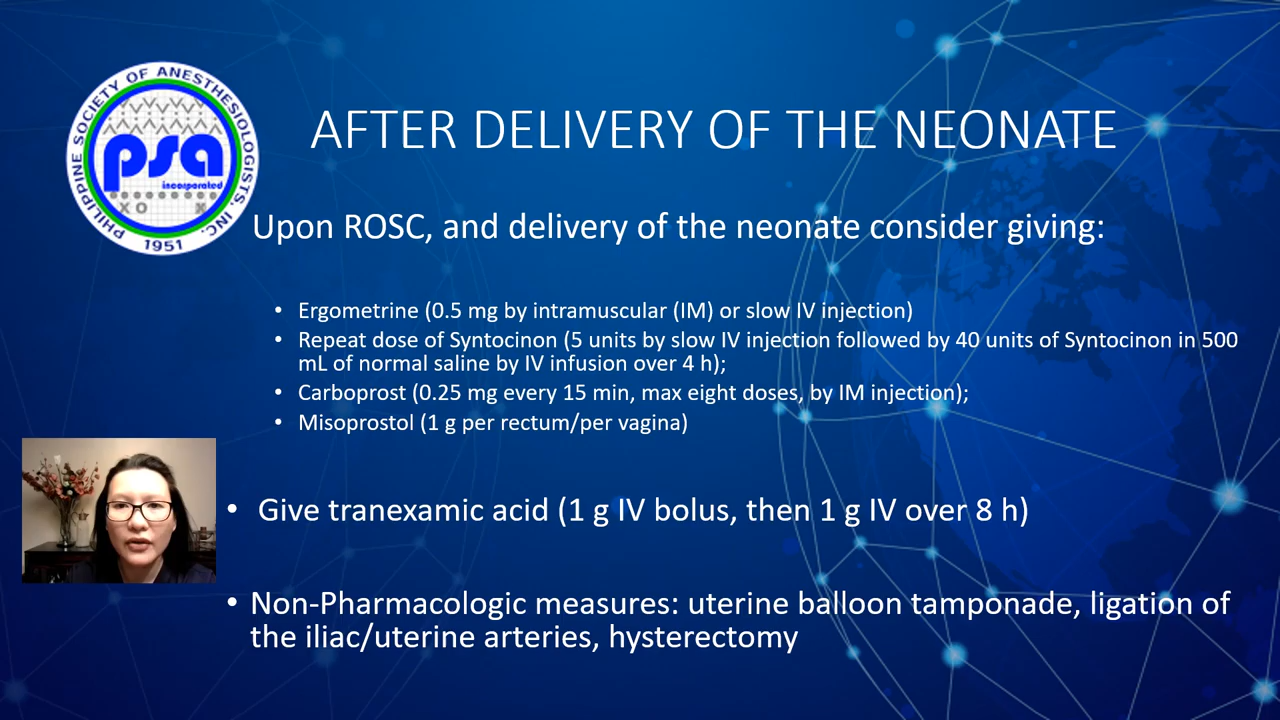 PHILIPPINE SOCIETY OF ANESTHESIOLOGISTS, INC.
psa
incorporated
XO X
1951
AFTER DELIVERY OF THE NEONATE
Upon ROSC, and delivery of the neonate consider giving:
• Ergometrine (0.5 mg by intramuscular (IM) or slow IV injection)
• Repeat dose of Syntocinon (5 units by slow IV injection followed by 40 units of Syntocinon in 500
mL of normal saline by IV infusion over 4 h);
• Carboprost (0.25 mg every 15 min, max eight doses, by IM injection);
• Misoprostol (1 g per rectum/per vagina)
• Give tranexamic acid (1 g IV bolus, then 1 g IV over 8 h)
• Non-Pharmacologic measures: uterine balloon tamponade, ligation of
the iliac/uterine arteries, hysterectomy